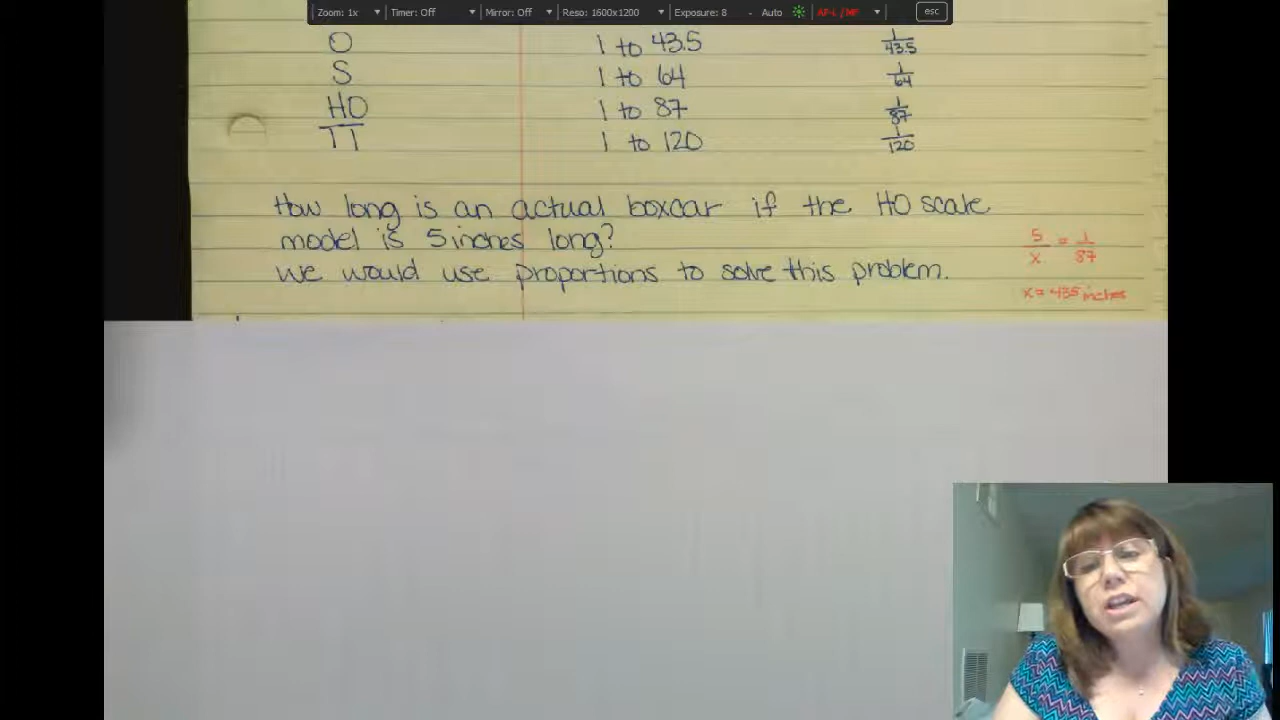 Zoom: 1x Timer: Off Mirror: Off Reso: 1600x1200 Exposure: 8 - Auto AF-i / MF esc
O 1 to 43.5 1/43.5
S 1 to 64 1/64
HO 1 to 87 1/87
TT 1 to 120 1/120
How long is an actual boxcar if the HO scale
model is 5 inches long?
We would use proportions to solve this problem.
5/x = 1/87
x = 435 inches